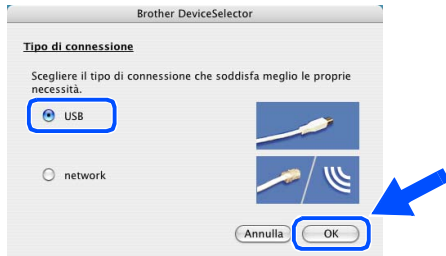 Brother DeviceSelector
Tipo di connessione
Scegliere il tipo di connessione che soddisfa meglio le proprie
necessità.
USB
network
Annulla
OK